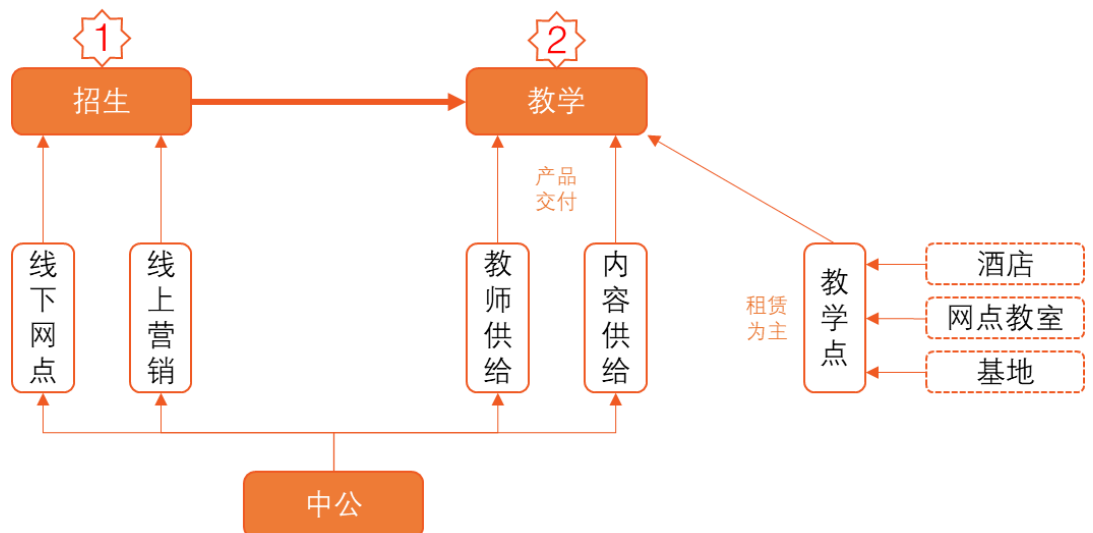 1
2
招生
教学
产品
交付
线下网点
线上营销
教师供给
内容供给
租赁
为主
教学点
酒店
网点教室
基地
中公